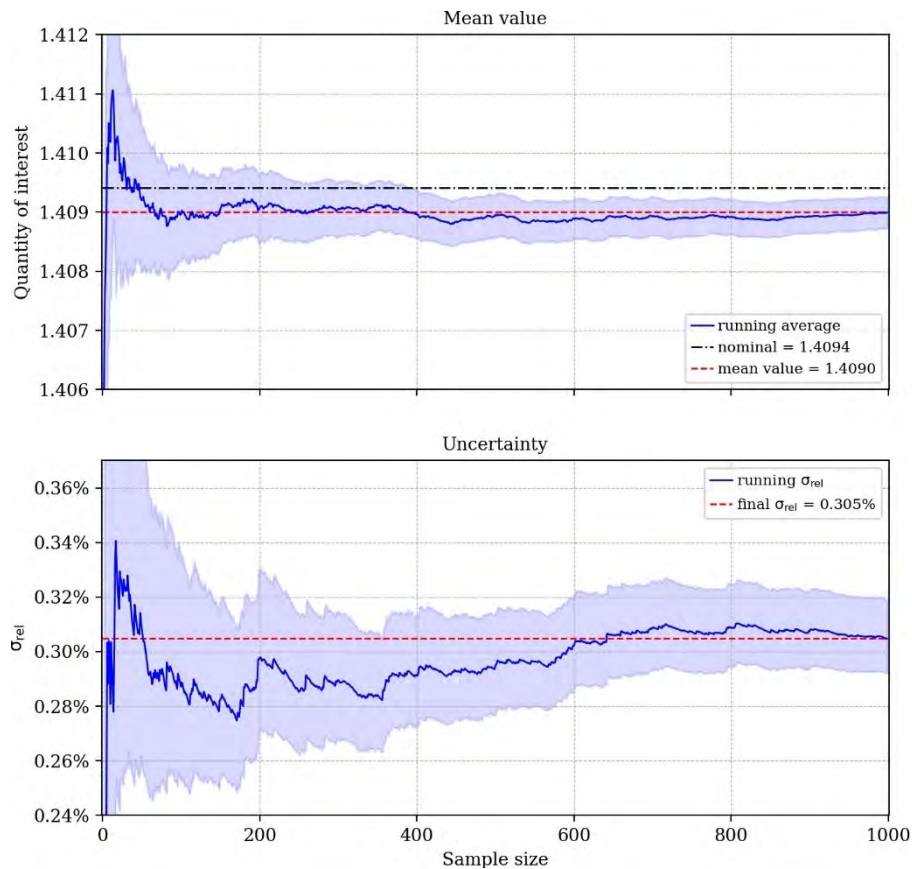 Mean value
1.412
1.411
1.410
1.409
1.408
1.407
1.406
Quantity of interest
running average
nominal = 1.4094
mean value = 1.4090
Uncertainty
0.36%
0.34%
0.32%
0.30%
0.28%
0.26%
0.24%
σrel
running σrel
final σrel = 0.305%
0 200 400 600 800 1000
Sample size